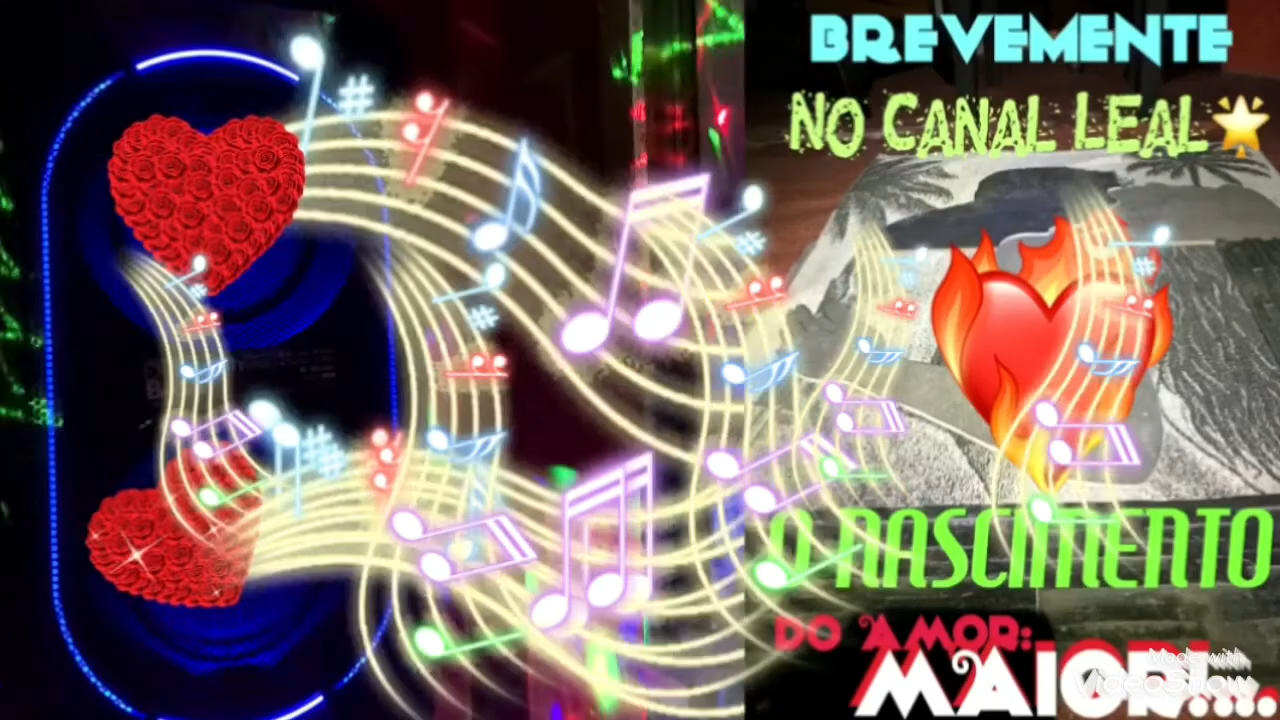 BREVEMENTE
NO CANAL LEAL
O NASCIMENTO
DO AMOR:
MAIOR!...
Made with
VideoShow